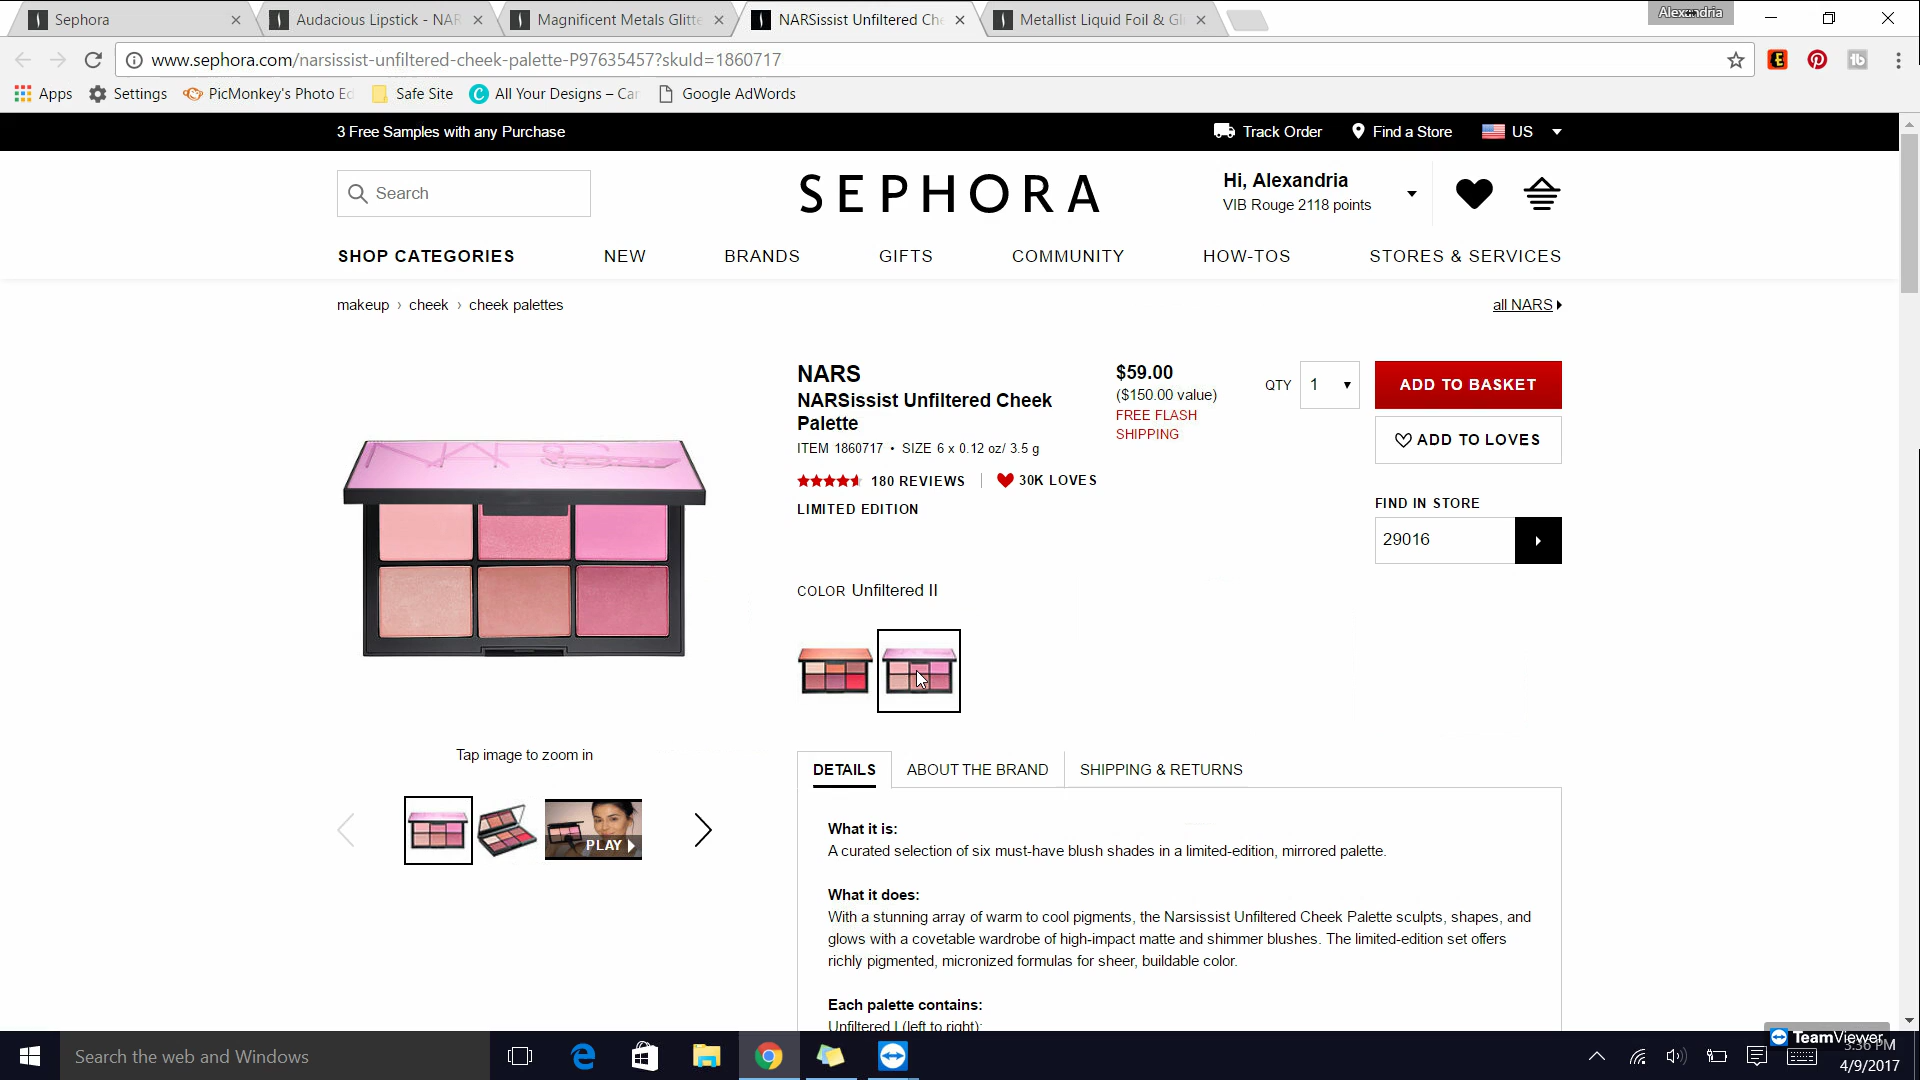 Sephora
Audacious Lipstick - NAR
Magnificent Metals Glitte
NARSissist Unfiltered Che
Metallist Liquid Foil & Gl
Alexandria
www.sephora.com/narsissist-unfiltered-cheek-palette-P97635457?skuId=1860717
Apps
Settings
PicMonkey's Photo Ed
Safe Site
All Your Designs – Can
Google AdWords
3 Free Samples with any Purchase
Track Order
Find a Store
US
Search
SEPHORA
Hi, Alexandria
VIB Rouge 2118 points
SHOP CATEGORIES
NEW
BRANDS
GIFTS
COMMUNITY
HOW-TOS
STORES & SERVICES
makeup › cheek › cheek palettes
all NARS
NARS
NARSissist Unfiltered Cheek
Palette
ITEM 1860717 • SIZE 6 x 0.12 oz/ 3.5 g
180 REVIEWS
30K LOVES
LIMITED EDITION
$59.00
($150.00 value)
FREE FLASH
SHIPPING
QTY 1
ADD TO BASKET
ADD TO LOVES
FIND IN STORE
29016
COLOR Unfiltered II
Tap image to zoom in
PLAY
DETAILS
ABOUT THE BRAND
SHIPPING & RETURNS
What it is:
A curated selection of six must-have blush shades in a limited-edition, mirrored palette.
What it does:
With a stunning array of warm to cool pigments, the Narsissist Unfiltered Cheek Palette sculpts, shapes, and
glows with a covetable wardrobe of high-impact matte and shimmer blushes. The limited-edition set offers
richly pigmented, micronized formulas for sheer, buildable color.
Each palette contains:
Unfiltered I (left to right):
Search the web and Windows
TeamViewer
3:36 PM
4/9/2017